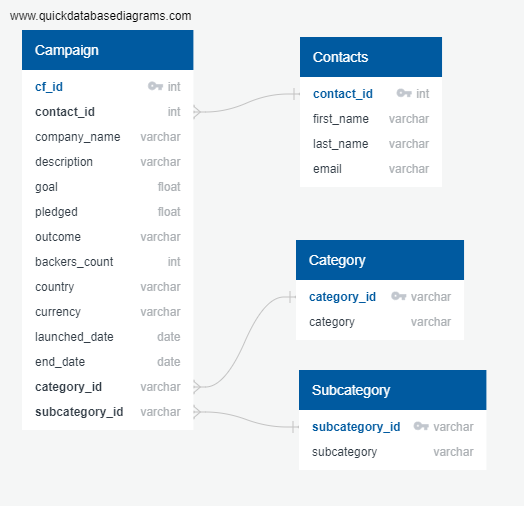 www.quickdatabasediagrams.com
Campaign
cf_id int
contact_id int
company_name varchar
description varchar
goal float
pledged float
outcome varchar
backers_count int
country varchar
currency varchar
launched_date date
end_date date
category_id varchar
subcategory_id varchar
Contacts
contact_id int
first_name varchar
last_name varchar
email varchar
Category
category_id varchar
category varchar
Subcategory
subcategory_id varchar
subcategory varchar